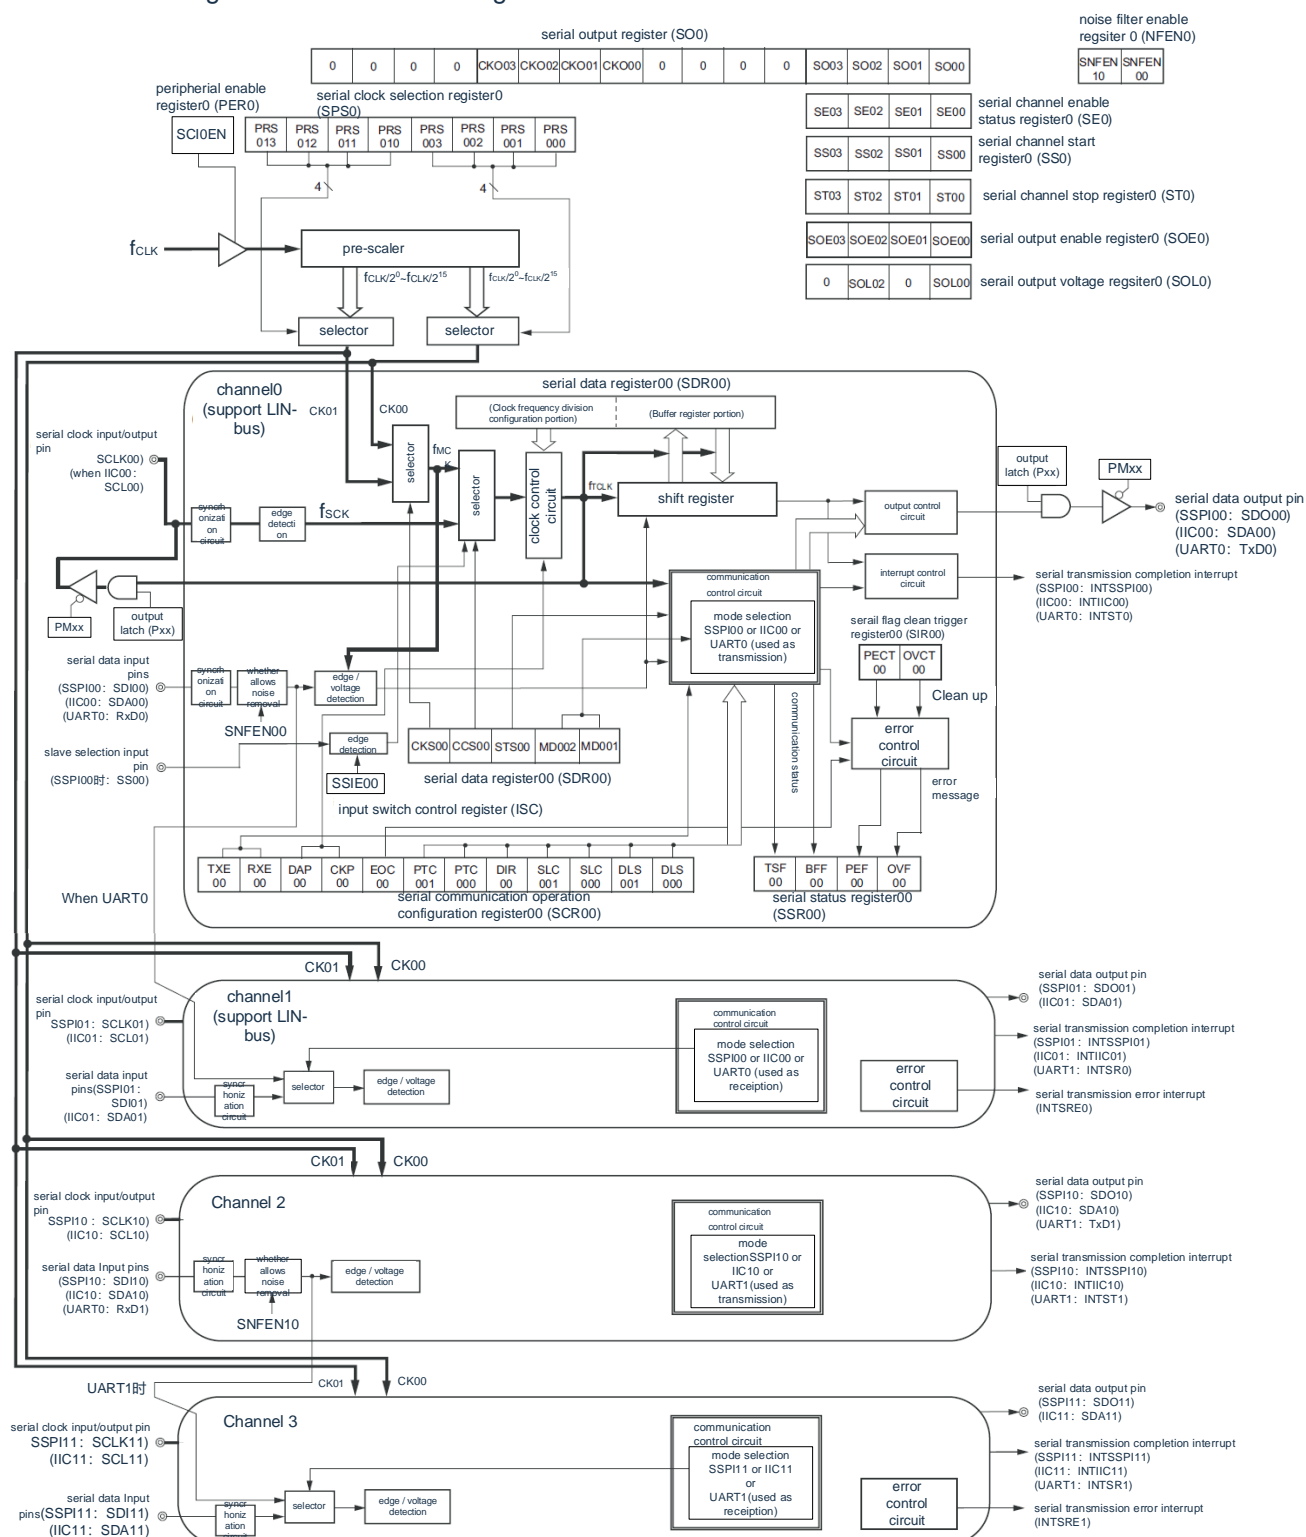 serial output register (SO0)
0 0 0 0 CKO03 CKO02 CKO01 CKO00 0 0 0 0 SO03 SO02 SO01 SO00
noise filter enable
regsiter 0 (NFEN0)
SNFEN SNFEN
10 00
peripherial enable
register0 (PER0)
SCI0EN
serial clock selection register0
(SPS0)
PRS PRS PRS PRS PRS PRS PRS PRS
013 012 011 010 003 002 001 000
4
4
SE03 SE02 SE01 SE00
serial channel enable
status register0 (SE0)
SS03 SS02 SS01 SS00
serial channel start
register0 (SS0)
ST03 ST02 ST01 ST00
serial channel stop register0 (ST0)
SOE03 SOE02 SOE01 SOE00
serial output enable register0 (SOE0)
0 SOL02 0 SOL00
serail output voltage regsiter0 (SOL0)
fCLK
pre-scaler
fCLK/2⁰~fCLK/2¹⁵
fCLK/2⁰~fCLK/2¹⁵
selector
selector
channel0
(support LIN-
bus)
CK01
CK00
serial data register00 (SDR00)
(Clock frequency division
configuration portion)
(Buffer register portion)
serial clock input/output
pin
SCLK00)
(when IIC00:
SCL00)
selector
fMC
K
selector
clock control
circuit
fTCLK
shift register
output
latch (Pxx)
PMxx
output control
circuit
serial data output pin
(SSPI00: SDO00)
(IIC00: SDA00)
(UART0: TxD0)
syncrh
onization
circuit
edge
detecti
on
fSCK
communication
control circuit
mode selection
SSPI00 or IIC00 or
UART0 (used as
transmission)
interrupt control
circuit
serial transmission completion interrupt
(SSPI00: INTSSPI00)
(IIC00: INTIIC00)
(UART0: INTST0)
PMxx
output
latch (Pxx)
serail flag clean trigger
register00 (SIR00)
PECT OVCT
00 00
Clean up
serial data input
pins
(SSPI00: SDI00)
(IIC00: SDA00)
(UART0: RxD0)
syncrh
onizati
on
circuit
whether
allows
noise
removal
edge /
voltage
detection
SNFEN00
slave selection input
pin
(SSPI00时: SS00)
edge
detection
SSIE00
input switch control register (ISC)
CKS00 CCS00 STS00 MD002 MD001
serial data register00 (SDR00)
communication status
error
control
circuit
error
message
TXE RXE DAP CKP EOC PTC PTC DIR SLC SLC DLS DLS
00 00 00 00 00 001 000 00 001 000 001 000
serial communication operation
configuration register00 (SCR00)
TSF BFF PEF OVF
00 00 00 00
serial status register00
(SSR00)
When UART0
CK01
CK00
channel1
(support LIN-
bus)
serial clock input/output
pin
SSPI01: SCLK01)
(IIC01: SCL01)
serial data input
pins(SSPI01:
SDI01)
(IIC01: SDA01)
syncr
honiz
ation
circuit
selector
edge / voltage
detection
communication
control circuit
mode selection
SSPI00 or IIC00 or
UART0 (used as
receiption)
error
control
circuit
serial data output pin
(SSPI01: SDO01)
(IIC01: SDA01)
serial transmission completion interrupt
(SSPI01: INTSSPI01)
(IIC01: INTIIC01)
(UART1: INTSR0)
serial transmission error interrupt
(INTSRE0)
CK01
CK00
Channel 2
serial clock input/output
pin
SSPI10: SCLK10)
(IIC10: SCL10)
serial data Input pins
(SSPI10: SDI10)
(IIC10: SDA10)
(UART0: RxD1)
syncr
honiz
ation
circuit
whether
allows
noise
removal
edge / voltage
detection
SNFEN10
communication
control circuit
mode
selectionSSPI10 or
IIC10 or
UART1(used as
transmission)
serial data output pin
(SSPI10: SDO10)
(IIC10: SDA10)
(UART1: TxD1)
serial transmission completion interrupt
(SSPI10: INTSSPI10)
(IIC10: INTIIC10)
(UART1: INTST1)
UART1时
CK01
CK00
Channel 3
serial clock input/output pin
SSPI11: SCLK11)
(IIC11: SCL11)
serial data Input
pins(SSPI11: SDI11)
(IIC11: SDA11)
syncr
honiz
ation
selector
edge / voltage
detection
communication
control circuit
mode selection
SSPI11 or IIC11
or
UART1(used as
receiption)
error
control
circuit
serial data output pin
(SSPI11: SDO11)
(IIC11: SDA11)
serial transmission completion interrupt
(SSPI11: INTSSPI11)
(IIC11: INTIIC11)
(UART1: INTSR1)
serial transmission error interrupt
(INTSRE1)